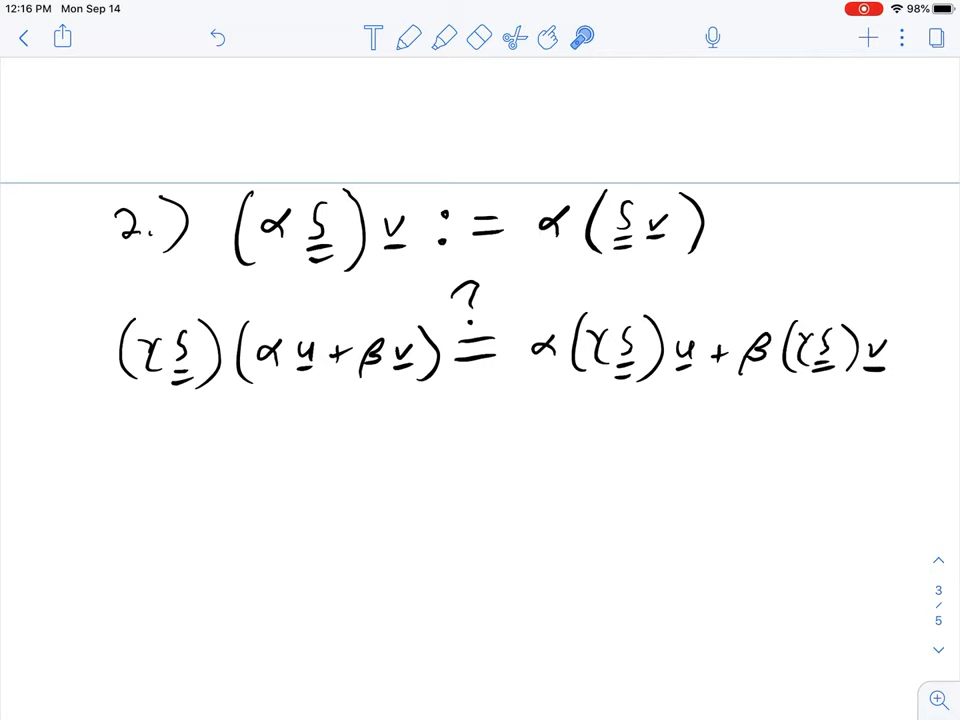 12:16 PM Mon Sep 14 98%
T
2.) (α S̳) v̲ := α (S̳ v̲)
?
(γ S̳)(α u̲ + β v̲) = α(γ S̳) u̲ + β(γ S̳) v̲
3
/
5